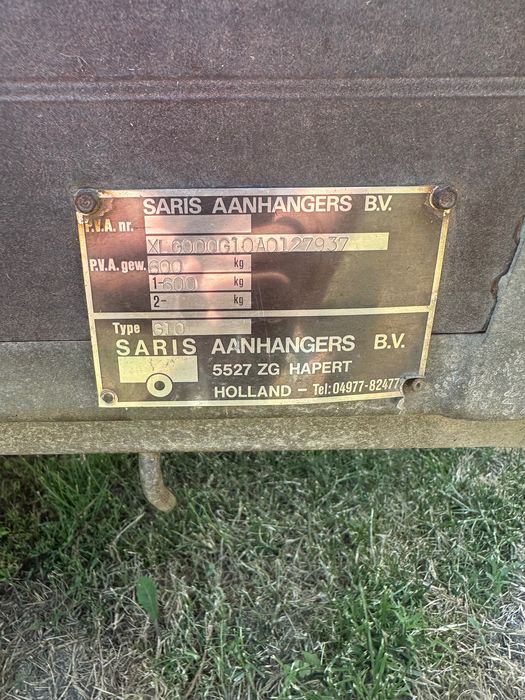 SARIS AANHANGERS B.V.
P.V.A. nr.
XLG000G10A0127937
P.V.A. gew. 600 kg
1- 600 kg
2- kg
Type G10
SARIS AANHANGERS B.V.
5527 ZG HAPERT
HOLLAND – Tel: 04977-82477